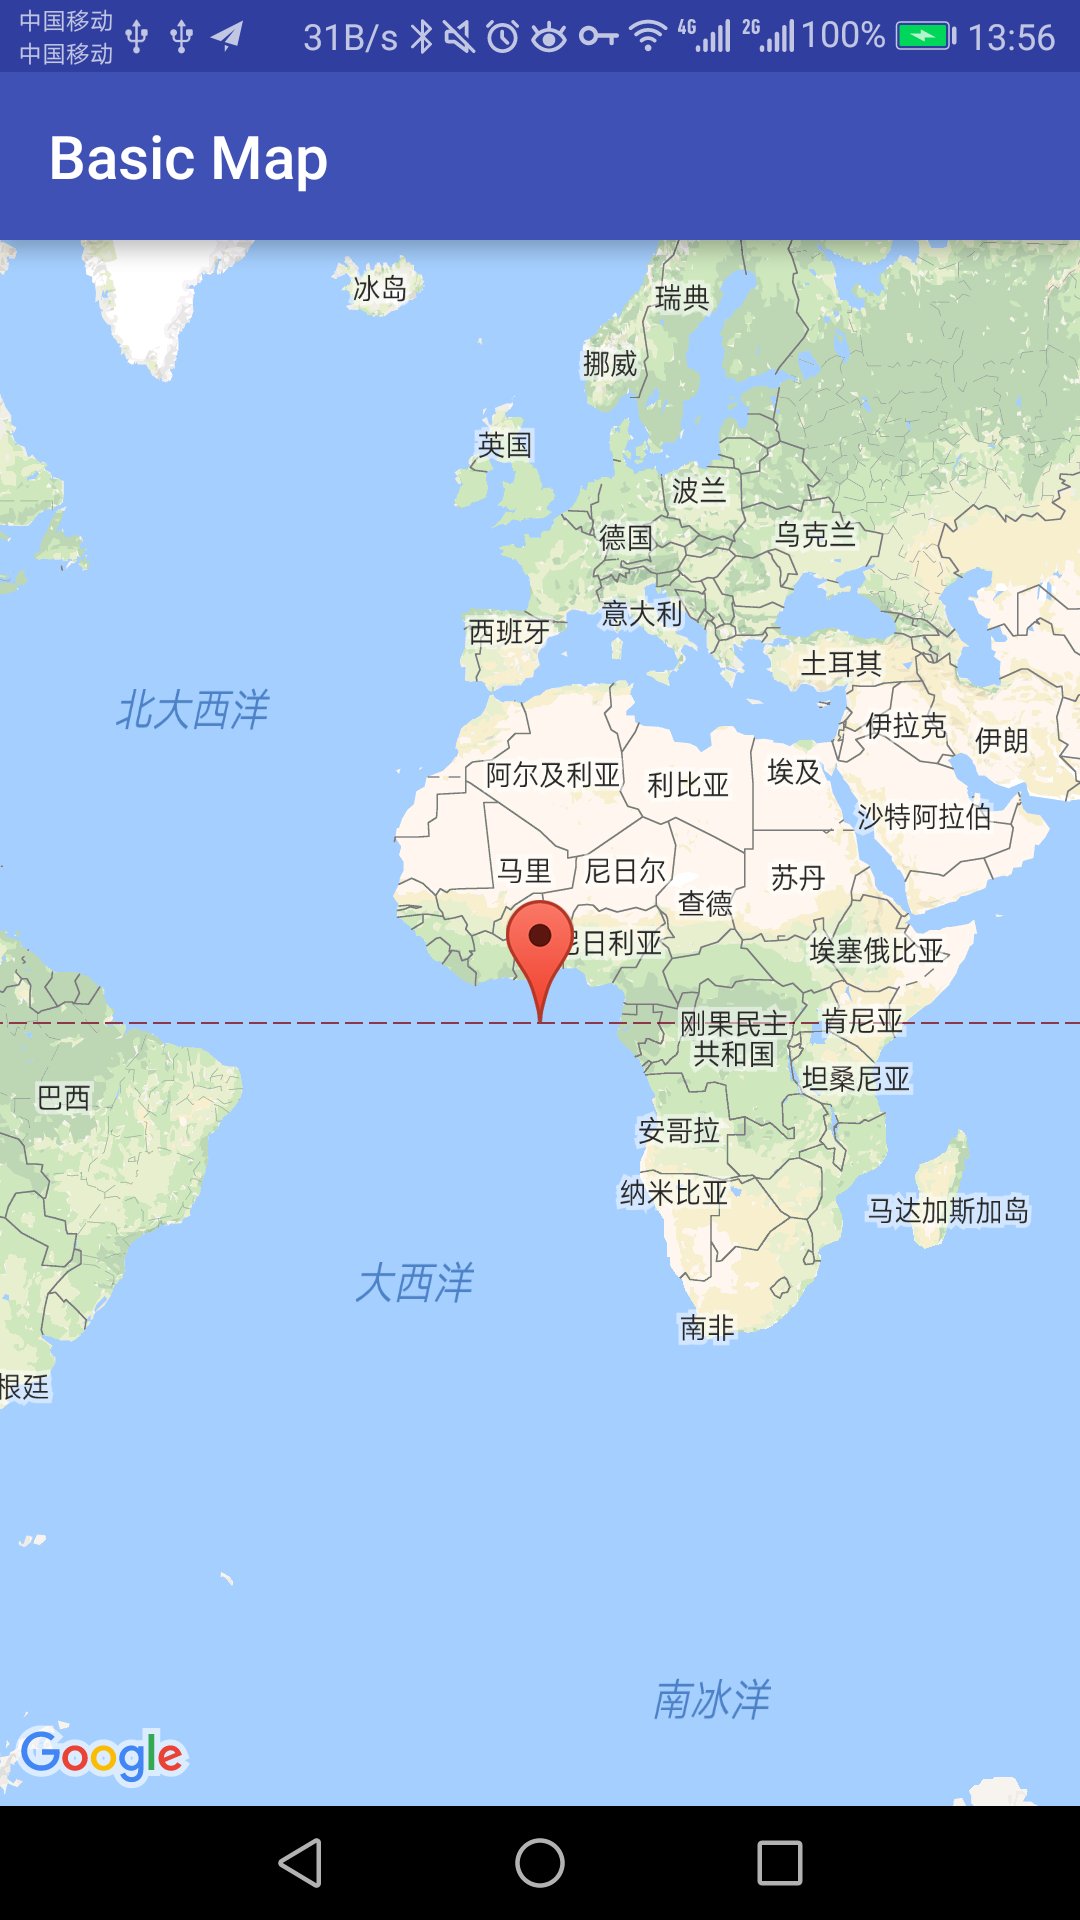 中国移动
中国移动
31B/s 4G 2G 100% 13:56
Basic Map
冰岛
瑞典
挪威
英国
波兰
德国
乌克兰
意大利
西班牙
土耳其
北大西洋
伊拉克
伊朗
阿尔及利亚
利比亚
埃及
沙特阿拉伯
马里
尼日尔
苏丹
查德
日利亚
埃塞俄比亚
刚果民主
共和国
肯尼亚
坦桑尼亚
巴西
安哥拉
纳米比亚
马达加斯加岛
大西洋
南非
根廷
南冰洋
Google